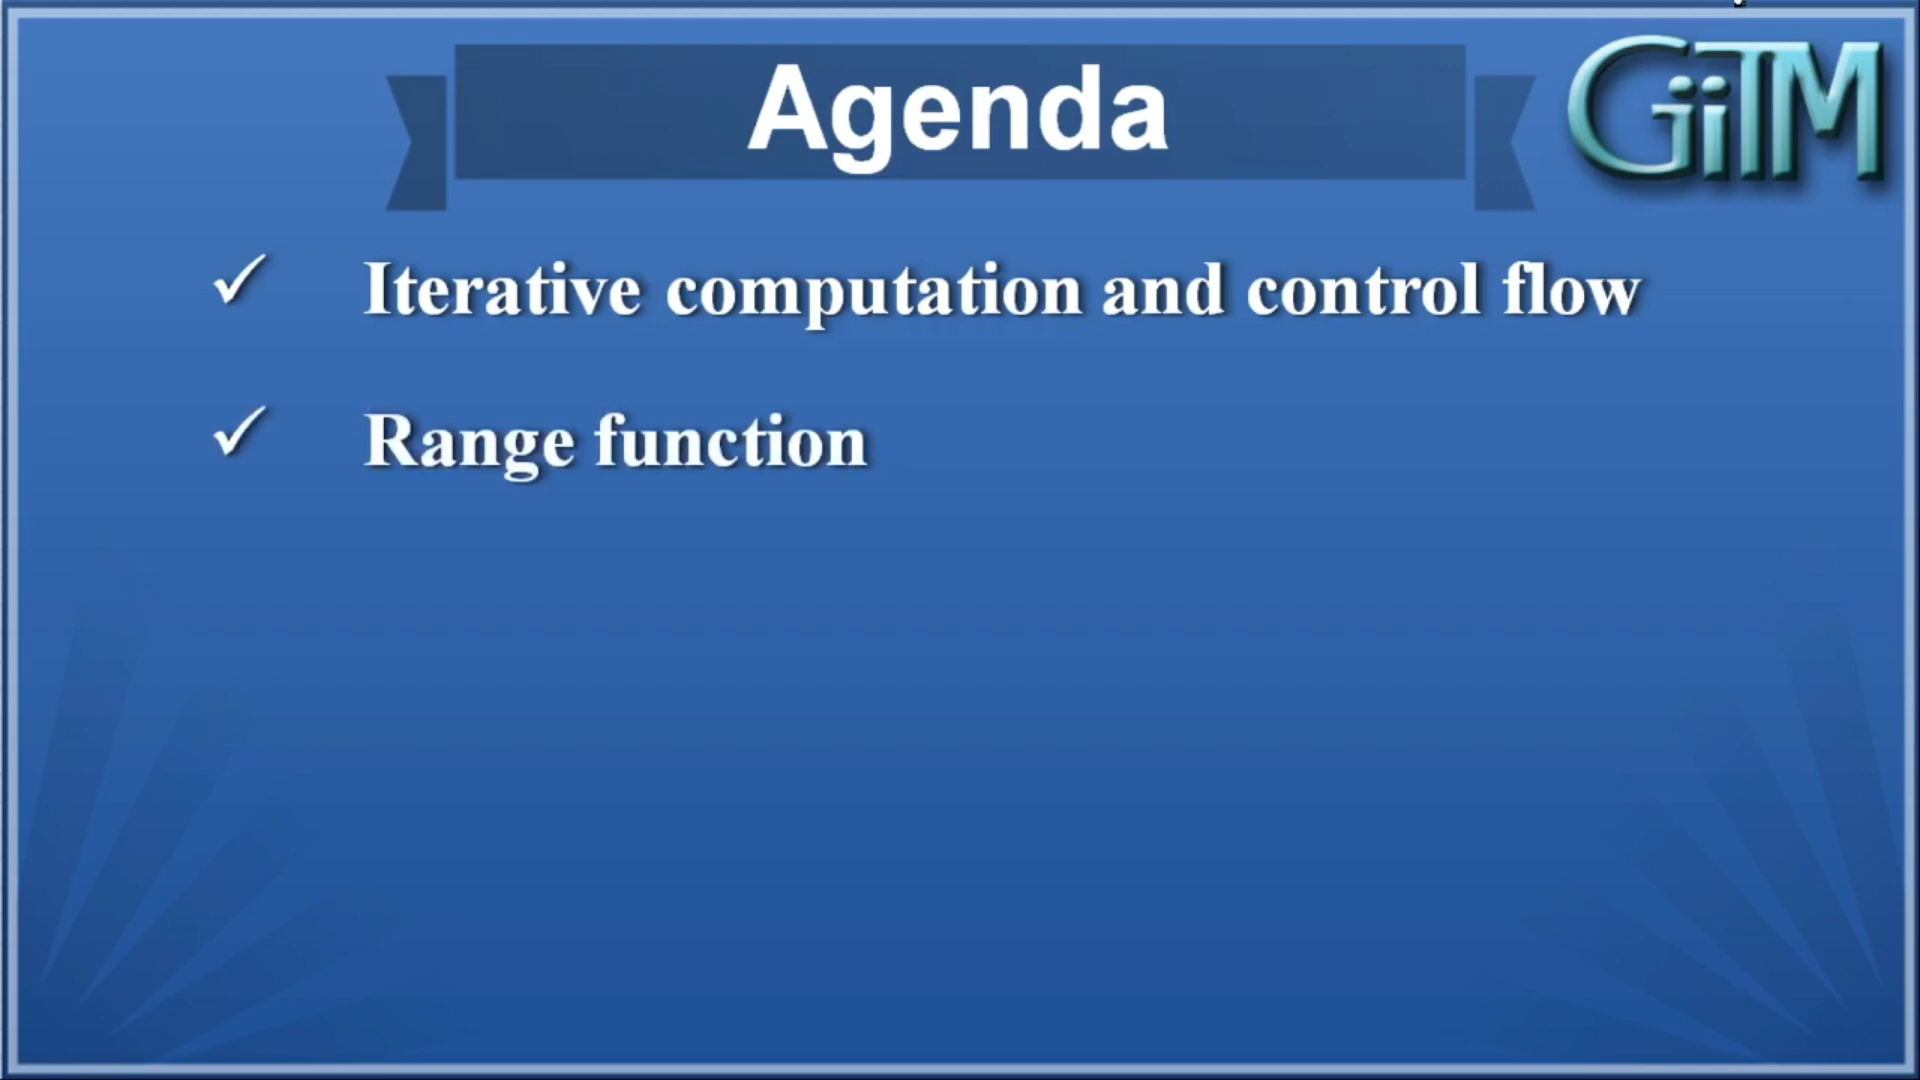 Agenda
GiTM
✓ Iterative computation and control flow
✓ Range function